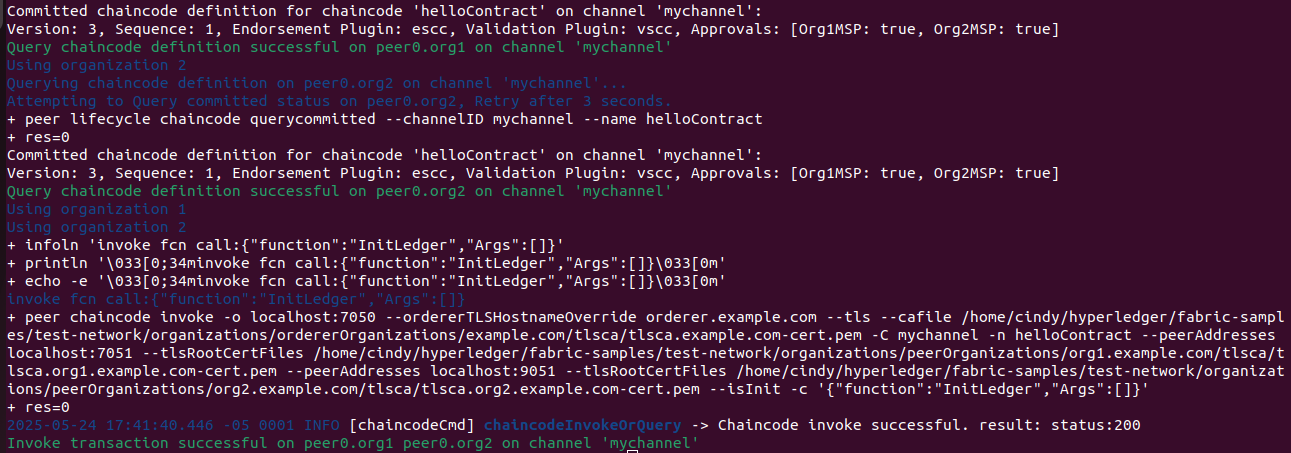 Committed chaincode definition for chaincode 'helloContract' on channel 'mychannel':
Version: 3, Sequence: 1, Endorsement Plugin: escc, Validation Plugin: vscc, Approvals: [Org1MSP: true, Org2MSP: true]
Query chaincode definition successful on peer0.org1 on channel 'mychannel'
Using organization 2
Querying chaincode definition on peer0.org2 on channel 'mychannel'...
Attempting to Query committed status on peer0.org2, Retry after 3 seconds.
+ peer lifecycle chaincode querycommitted --channelID mychannel --name helloContract
+ res=0
Committed chaincode definition for chaincode 'helloContract' on channel 'mychannel':
Version: 3, Sequence: 1, Endorsement Plugin: escc, Validation Plugin: vscc, Approvals: [Org1MSP: true, Org2MSP: true]
Query chaincode definition successful on peer0.org2 on channel 'mychannel'
Using organization 1
Using organization 2
+ infoln 'invoke fcn call:{"function":"InitLedger","Args":[]}'
+ println '\033[0;34minvoke fcn call:{"function":"InitLedger","Args":[]}\033[0m'
+ echo -e '\033[0;34minvoke fcn call:{"function":"InitLedger","Args":[]}\033[0m'
invoke fcn call:{"function":"InitLedger","Args":[]}
+ peer chaincode invoke -o localhost:7050 --ordererTLSHostnameOverride orderer.example.com --tls --cafile /home/cindy/hyperledger/fabric-sampl
es/test-network/organizations/ordererOrganizations/example.com/tlsca/tlsca.example.com-cert.pem -C mychannel -n helloContract --peerAddresses
localhost:7051 --tlsRootCertFiles /home/cindy/hyperledger/fabric-samples/test-network/organizations/peerOrganizations/org1.example.com/tlsca/t
lsca.org1.example.com-cert.pem --peerAddresses localhost:9051 --tlsRootCertFiles /home/cindy/hyperledger/fabric-samples/test-network/organizat
ions/peerOrganizations/org2.example.com/tlsca/tlsca.org2.example.com-cert.pem --isInit -c '{"function":"InitLedger","Args":[]}'
+ res=0
2025-05-24 17:41:40.446 -05 0001 INFO [chaincodeCmd] chaincodeInvokeOrQuery -> Chaincode invoke successful. result: status:200
Invoke transaction successful on peer0.org1 peer0.org2 on channel 'mychannel'